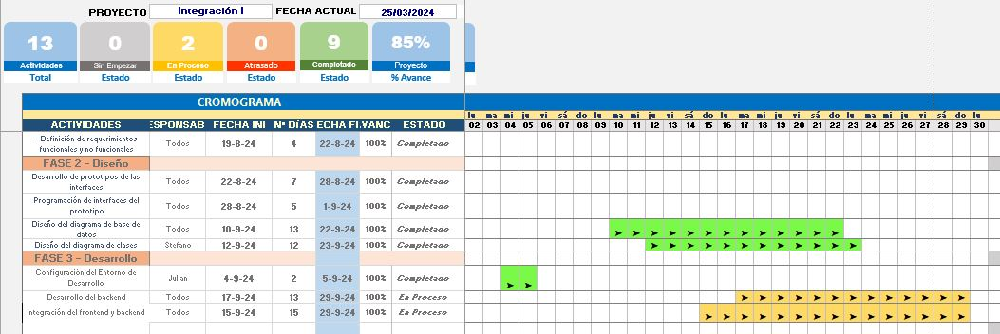 PROYECTO Integración I FECHA ACTUAL 25/03/2024
13 0 2 0 9 85%
Actividades Sin Empezar En Proceso Atrasado Completado Proyecto
Total Estado Estado Estado Estado % Avance
CROMOGRAMA
lu ma mi ju vi sá do lu ma mi ju vi sá do lu ma mi ju vi sá do lu ma mi ju vi sá do lu
ACTIVIDADES ESPONSAB FECHA INI Nº DÍAS ECHA FI VANC ESTADO 02 03 04 05 06 07 08 09 10 11 12 13 14 15 16 17 18 19 20 21 22 23 24 25 26 27 28 29 30
- Definición de requerimientos
funcionales y no funcionales Todos 19-8-24 4 22-8-24 100% Completado
FASE 2 - Diseño
Desarrollo de prototipos de las
interfaces Todos 22-8-24 7 28-8-24 100% Completado
Programación de interfaces del
prototipo Todos 28-8-24 5 1-9-24 100% Completado
Diseño del diagrama de base de
datos Todos 10-9-24 13 22-9-24 100% Completado
Diseño del diagrama de clases Stefano 12-9-24 12 23-9-24 100% Completado
FASE 3 - Desarrollo
Configuración del Entorno de
Desarrollo Julian 4-9-24 2 5-9-24 100% Completado
Desarrollo del backend Todos 17-9-24 13 29-9-24 100% En Proceso
Integración del frontend y backend Todos 15-9-24 15 29-9-24 100% En Proceso